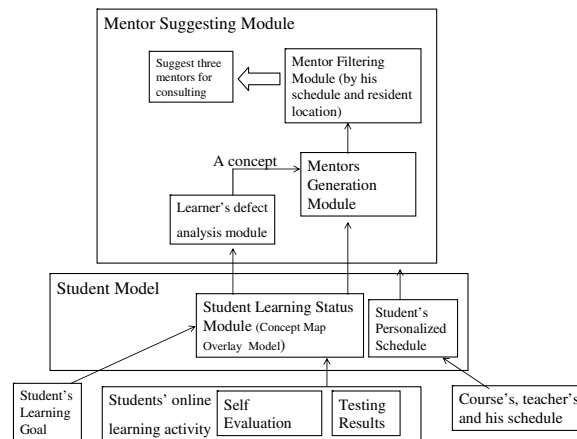 Mentor Suggesting Module
Suggest three
mentors for
consulting
Mentor Filtering
Module (by his
schedule and resident
location)
A concept
Mentors
Generation
Module
Learner's defect
analysis module
Student Model
Student Learning Status
Module (Concept Map
Overlay Model)
Student's
Personalized
Schedule
Student's
Learning
Goal
Students' online
learning activity
Self
Evaluation
Testing
Results
Course's, teacher's
and his schedule